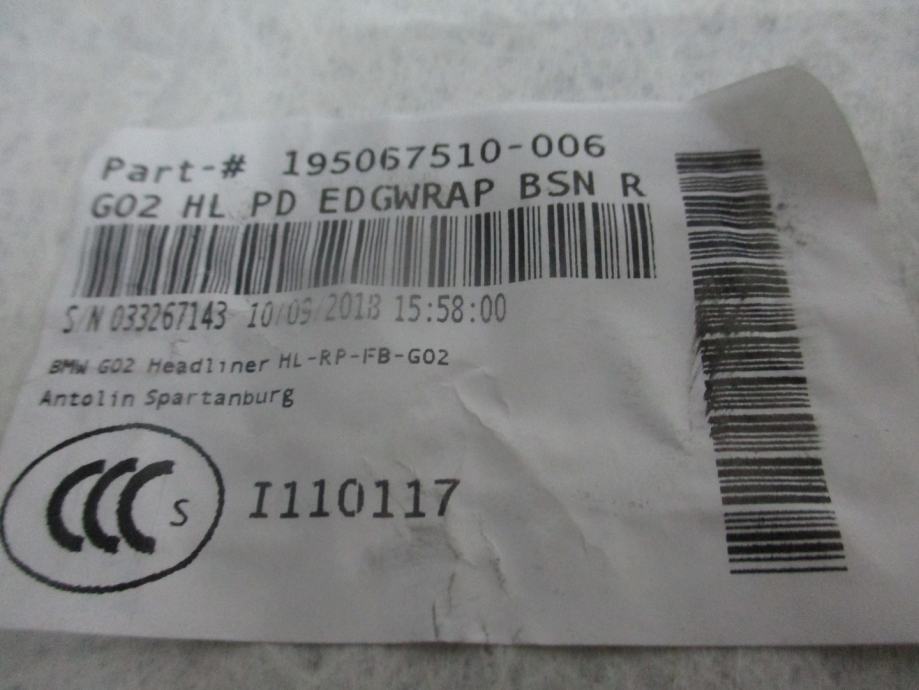 Part-# 195067510-006
G02 HL PD EDGWRAP BSN R
S/N 033267143 10/09/2018 15:58:00
BMW G02 Headliner HL-RP-FB-G02
Antolin Spartanburg
CCC S I110117